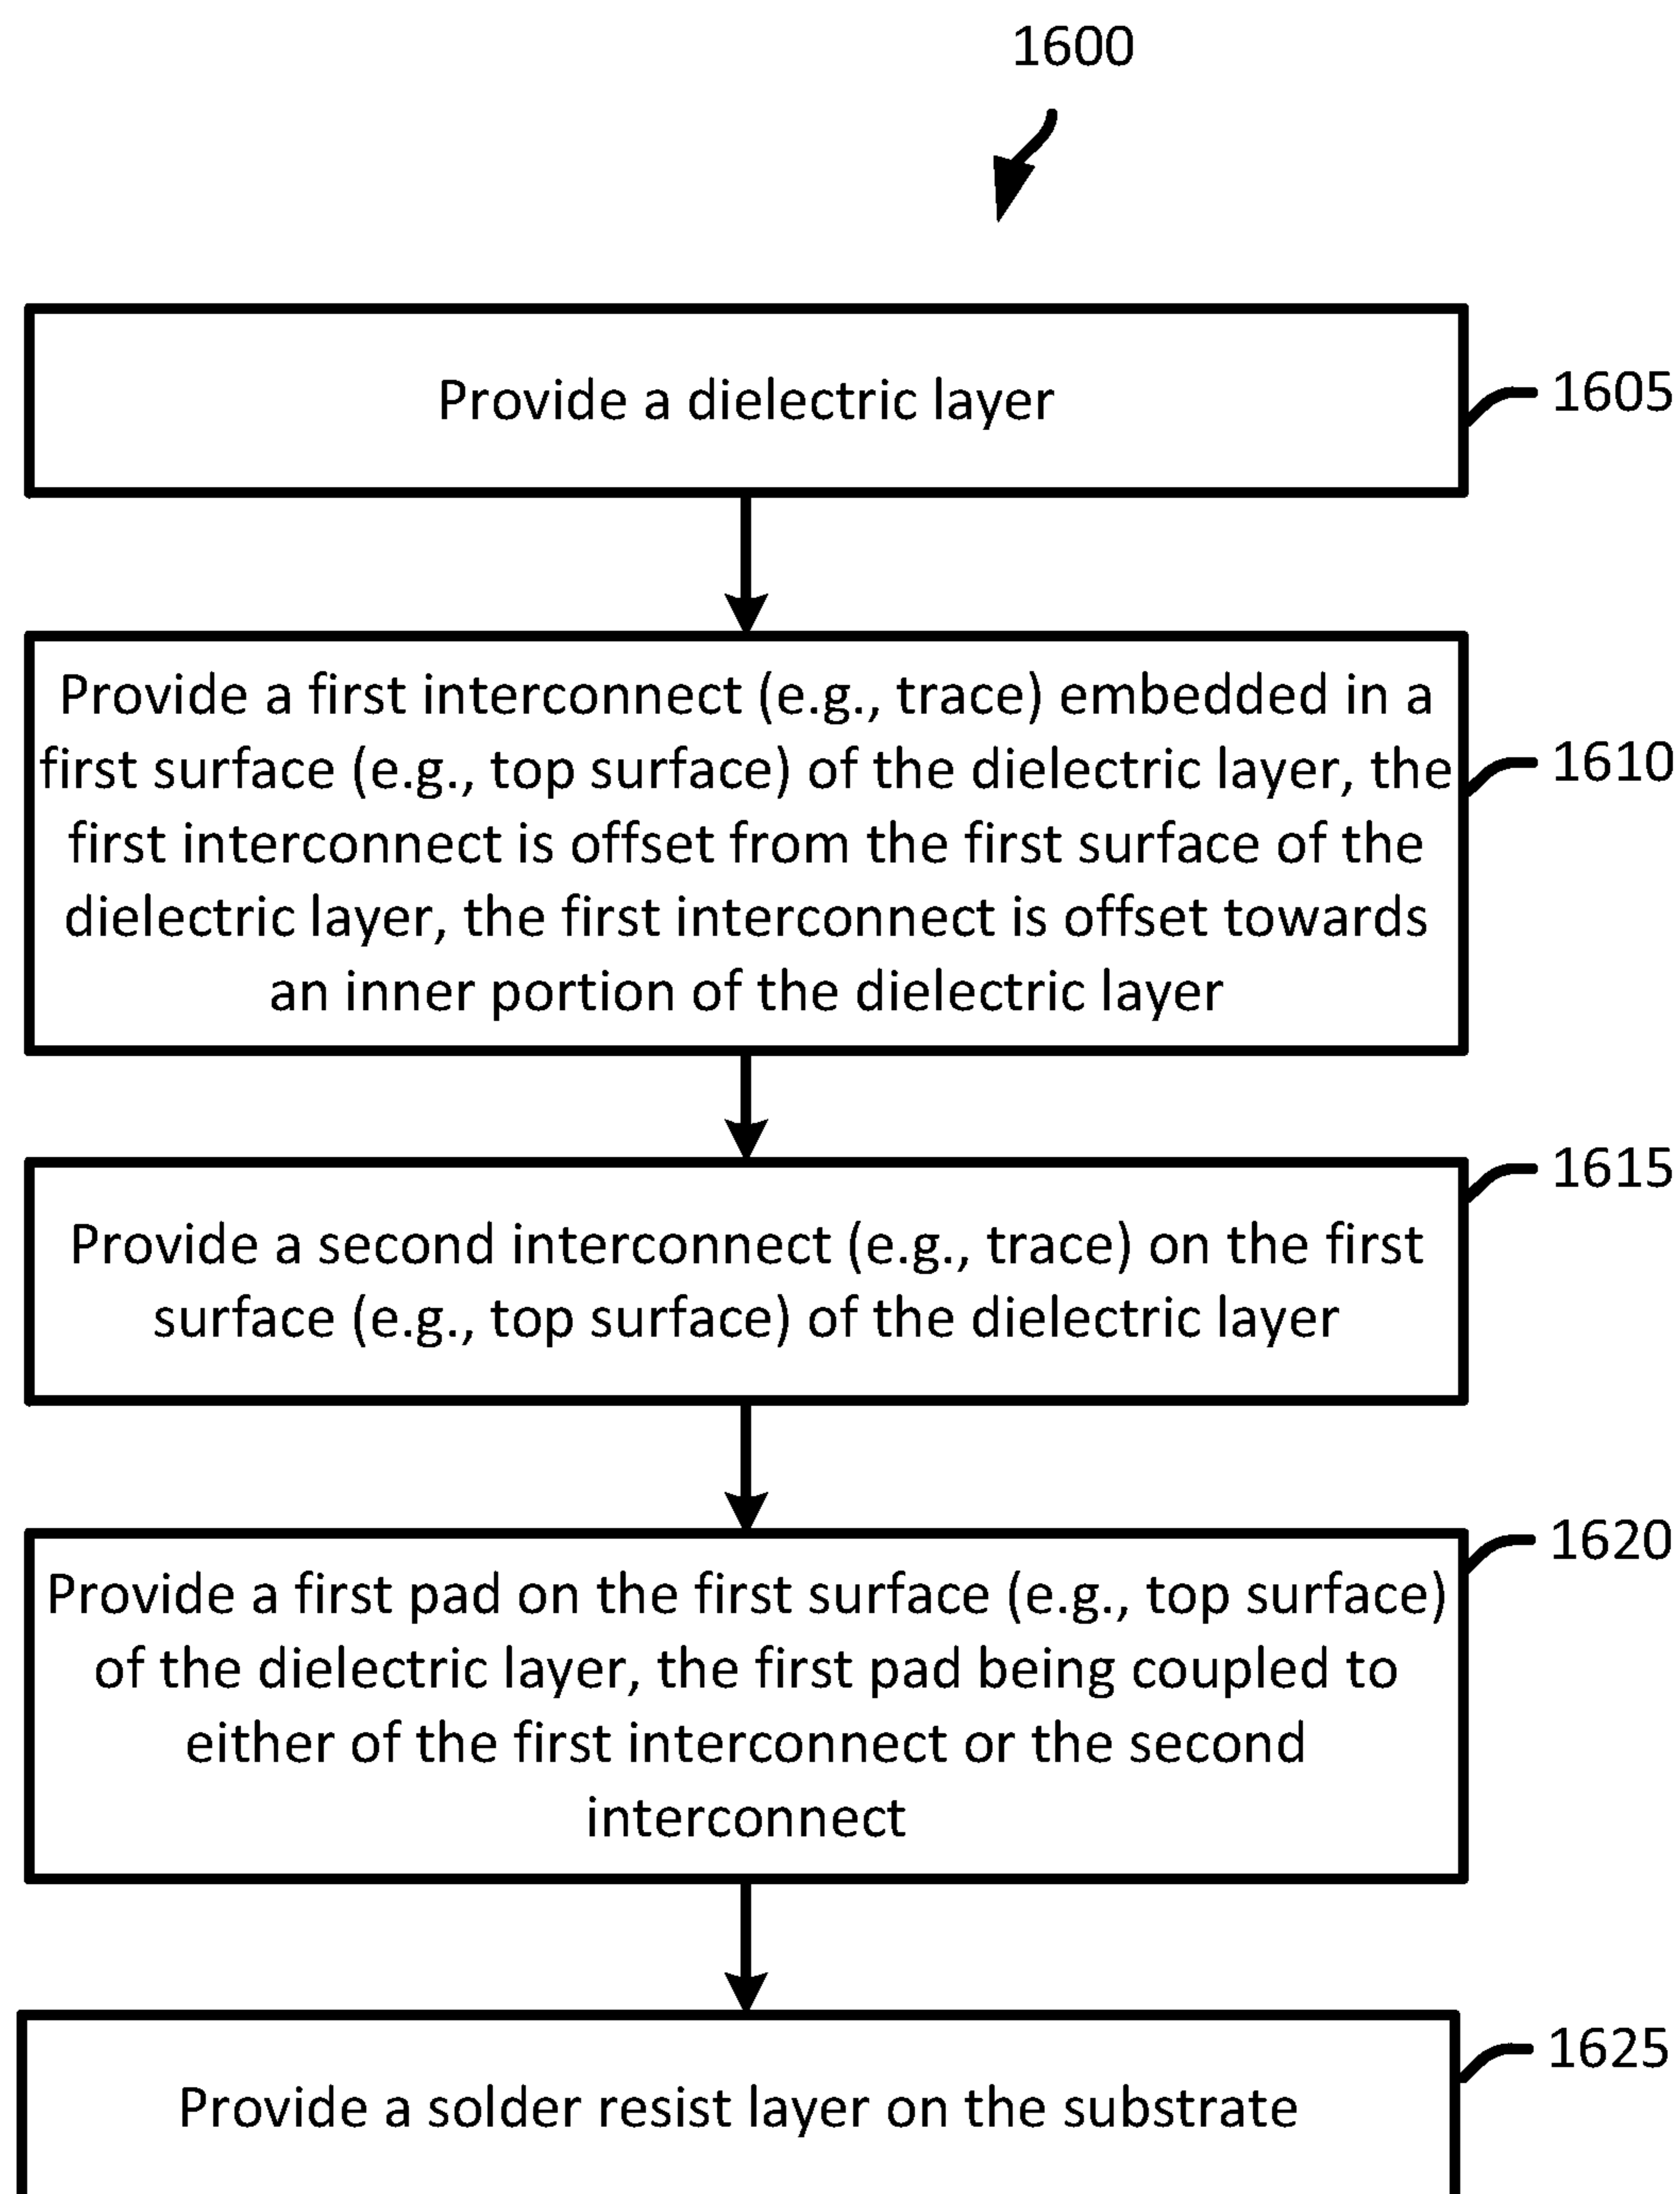 1600
Provide a dielectric layer
1605
Provide a first interconnect (e.g., trace) embedded in a
first surface (e.g., top surface) of the dielectric layer, the
first interconnect is offset from the first surface of the
dielectric layer, the first interconnect is offset towards
an inner portion of the dielectric layer
1610
Provide a second interconnect (e.g., trace) on the first
surface (e.g., top surface) of the dielectric layer
1615
Provide a first pad on the first surface (e.g., top surface)
of the dielectric layer, the first pad being coupled to
either of the first interconnect or the second
interconnect
1620
Provide a solder resist layer on the substrate
1625